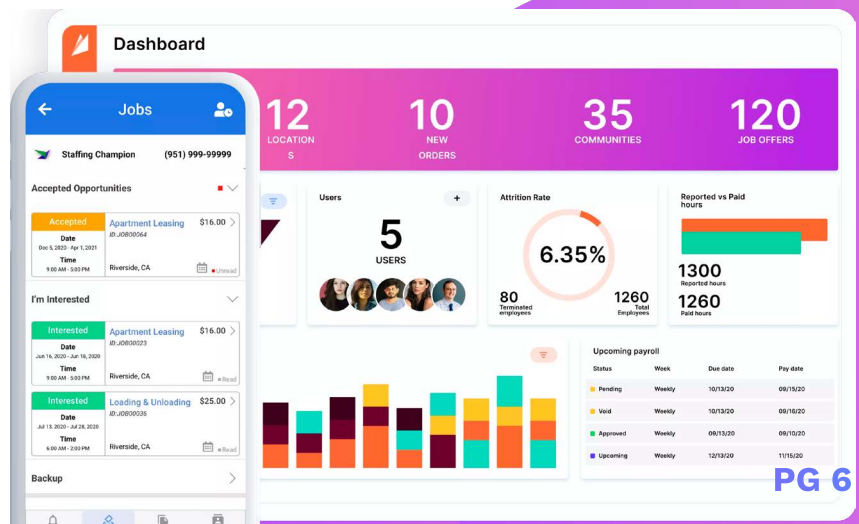 Dashboard
12
LOCATION
S
10
NEW
ORDERS
35
COMMUNITIES
120
JOB OFFERS
Jobs
Staffing Champion (951) 999-99999
Accepted Opportunities
Accepted
Date
Dec 5, 2020 - Apr 1, 2021
Time
9:00 AM - 5:00 PM
Apartment Leasing $16.00
ID:JOB00064
Riverside, CA
Unread
I'm Interested
Interested
Date
Jun 16, 2020 - Jun 18, 2020
Time
9:00 AM - 5:00 PM
Apartment Leasing $16.00
ID:JOB00023
Riverside, CA
Read
Interested
Date
Jul 13, 2020 - Jul 28, 2020
Time
6:00 AM - 2:00 PM
Loading & Unloading $25.00
ID:JOB00036
Riverside, CA
Read
Backup
Users
+
5
USERS
Attrition Rate
6.35%
80
Terminated
employees
1260
Total
Employees
Reported vs Paid
hours
1300
Reported hours
1260
Paid hours
Upcoming payroll
Status Week Due date Pay date
Pending Weekly 10/13/20 09/15/20
Void Weekly 10/13/20 09/16/20
Approved Weekly 09/13/20 09/10/20
Upcoming Weekly 12/13/20 11/15/20
PG 6